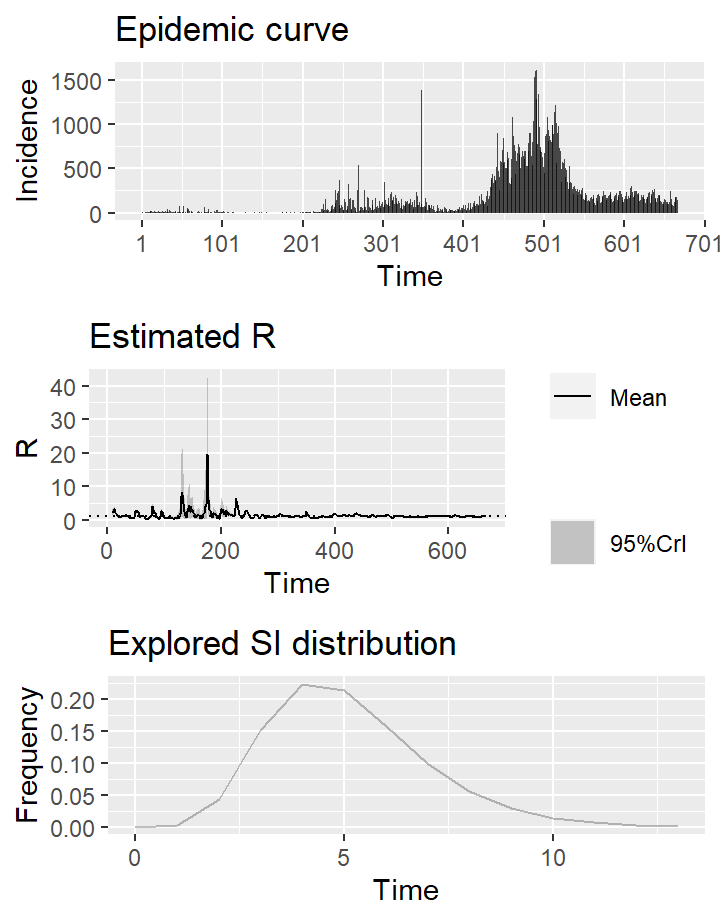 Epidemic curve
1500
1000
500
0
Incidence
1 101 201 301 401 501 601 701
Time
Estimated R
40
30
20
10
0
R
0 200 400 600
Time
Mean
95%CrI
Explored SI distribution
0.20
0.15
0.10
0.05
0.00
Frequency
0 5 10
Time